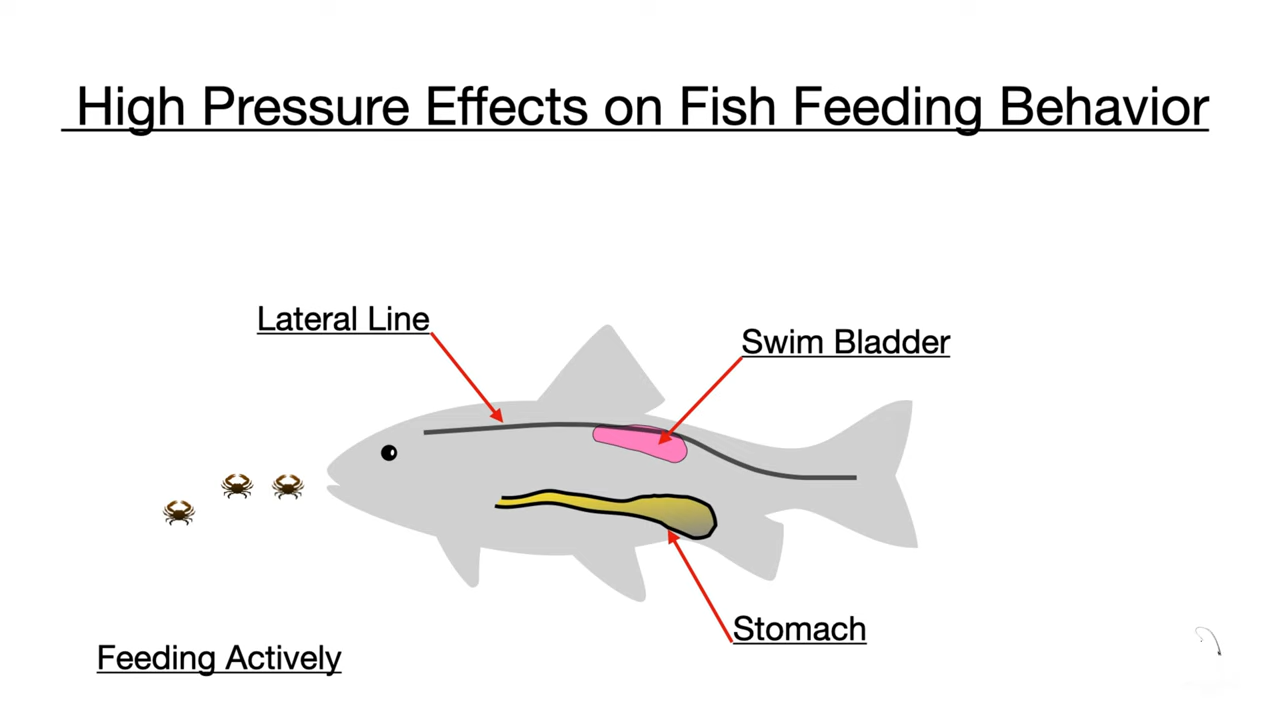 High Pressure Effects on Fish Feeding Behavior
Lateral Line
Swim Bladder
Stomach
Feeding Actively